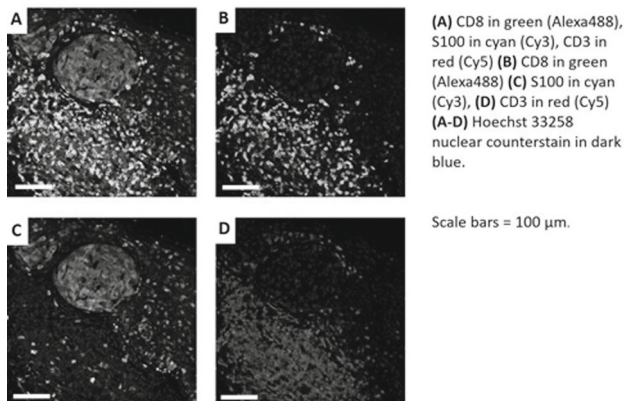 A
B
(A) CD8 in green (Alexa488),
S100 in cyan (Cy3), CD3 in
red (Cy5) (B) CD8 in green
(Alexa488) (C) S100 in cyan
(Cy3), (D) CD3 in red (Cy5)
(A-D) Hoechst 33258
nuclear counterstain in dark
blue.
C
D
Scale bars = 100 µm.